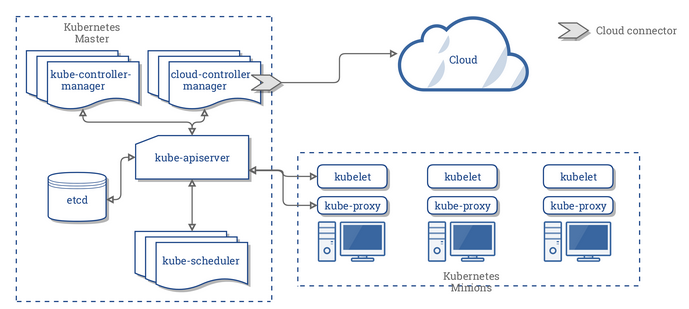 Kubernetes
Master
kube-controller-
manager
cloud-controller
manager
Cloud
Cloud connector
kube-apiserver
etcd
kube-scheduler
kubelet
kubelet
kubelet
kube-proxy
kube-proxy
kube-proxy
Kubernetes
Minions